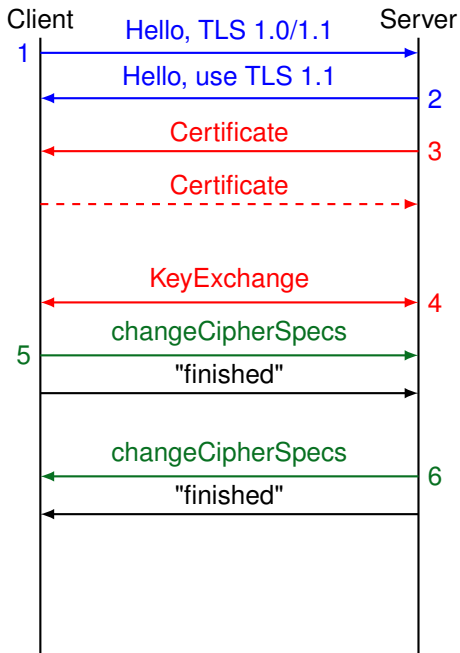 Client Server
Hello, TLS 1.0/1.1
1
Hello, use TLS 1.1
2
Certificate
3
Certificate
KeyExchange
4
changeCipherSpecs
5
"finished"
changeCipherSpecs
6
"finished"